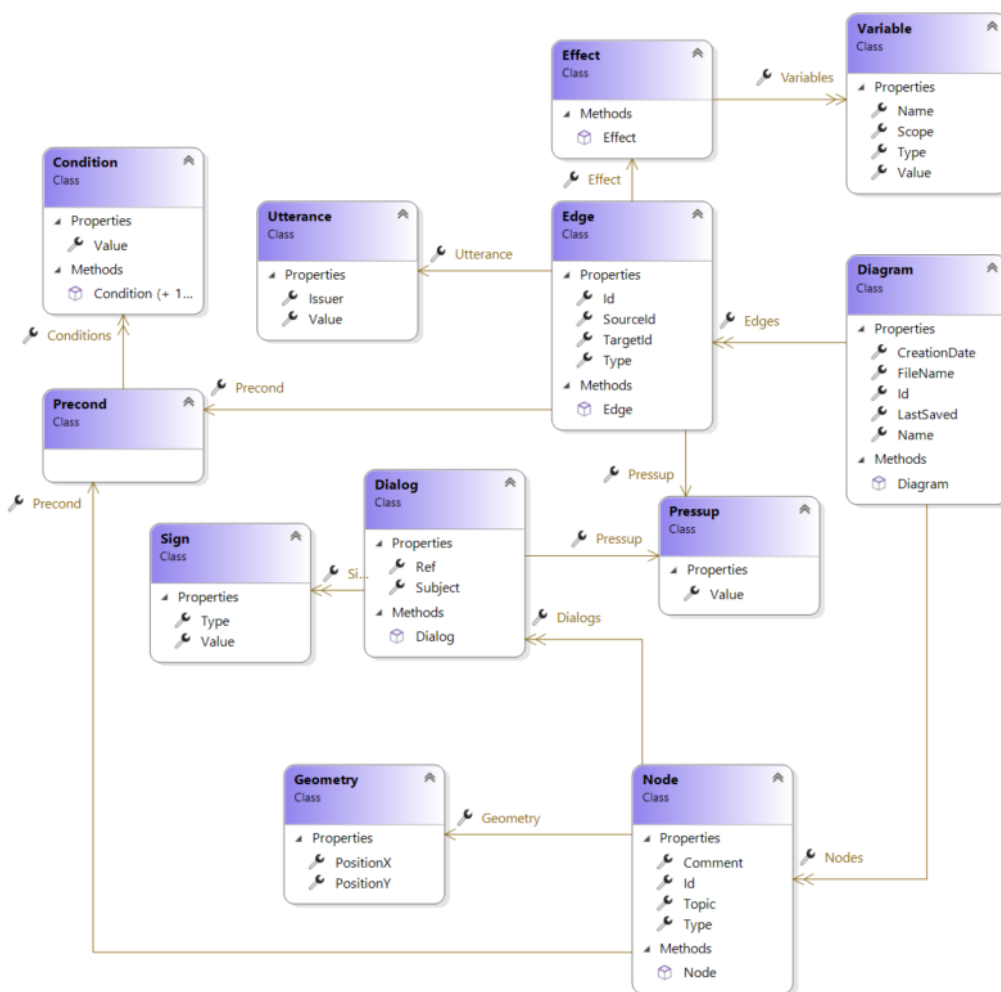 Effect
Class
Methods
Effect
Variables
Variable
Class
Properties
Name
Scope
Type
Value
Condition
Class
Properties
Value
Methods
Condition (+ 1...
Conditions
Utterance
Class
Properties
Issuer
Value
Utterance
Effect
Edge
Class
Properties
Id
SourceId
TargetId
Type
Methods
Edge
Edges
Diagram
Class
Properties
CreationDate
FileName
Id
LastSaved
Name
Methods
Diagram
Precond
Precond
Class
Precond
Dialog
Class
Properties
Ref
Subject
Methods
Dialog
Pressup
Pressup
Pressup
Class
Properties
Value
Sign
Class
Properties
Type
Value
Si...
Dialogs
Geometry
Class
Properties
PositionX
PositionY
Geometry
Node
Class
Properties
Comment
Id
Topic
Type
Methods
Node
Nodes